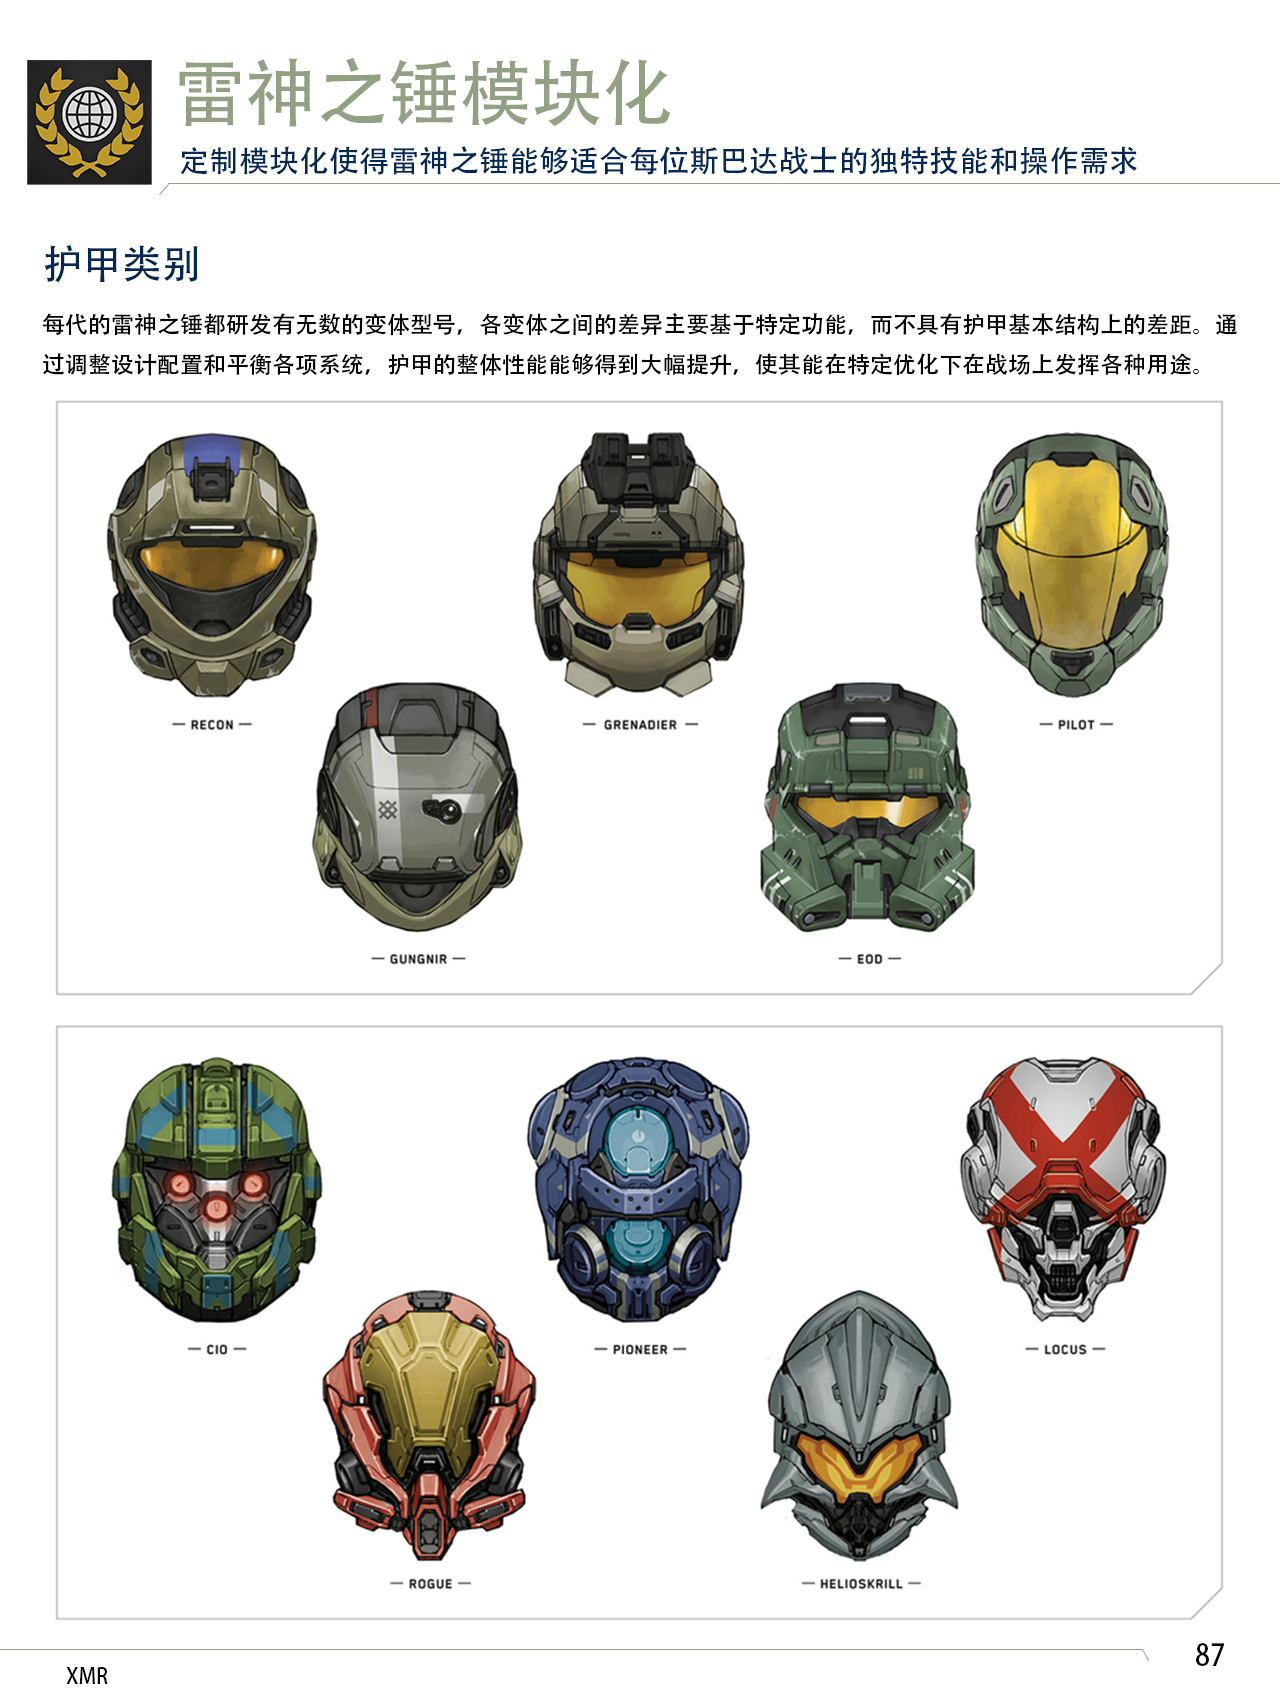 雷神之锤模块化
定制模块化使得雷神之锤能够适合每位斯巴达战士的独特技能和操作需求
护甲类别
每代的雷神之锤都研发有无数的变体型号，各变体之间的差异主要基于特定功能，而不具有护甲基本结构上的差距。通
过调整设计配置和平衡各项系统，护甲的整体性能能够得到大幅提升，使其能在特定优化下在战场上发挥各种用途。
— RECON —
— GRENADIER —
— PILOT —
— GUNGNIR —
— EOD —
— CIO —
— PIONEER —
— LOCUS —
— ROGUE —
— HELIOSKRILL —
87
XMR